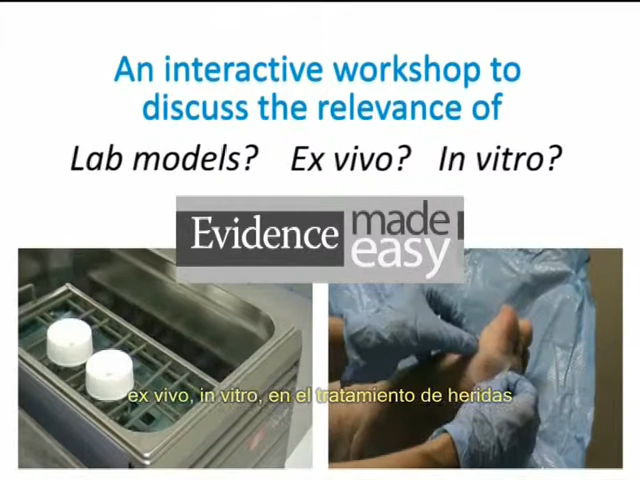 An interactive workshop to
discuss the relevance of
Lab models? Ex vivo? In vitro?
Evidence made easy
ex vivo, in vitro, en el tratamiento de heridas